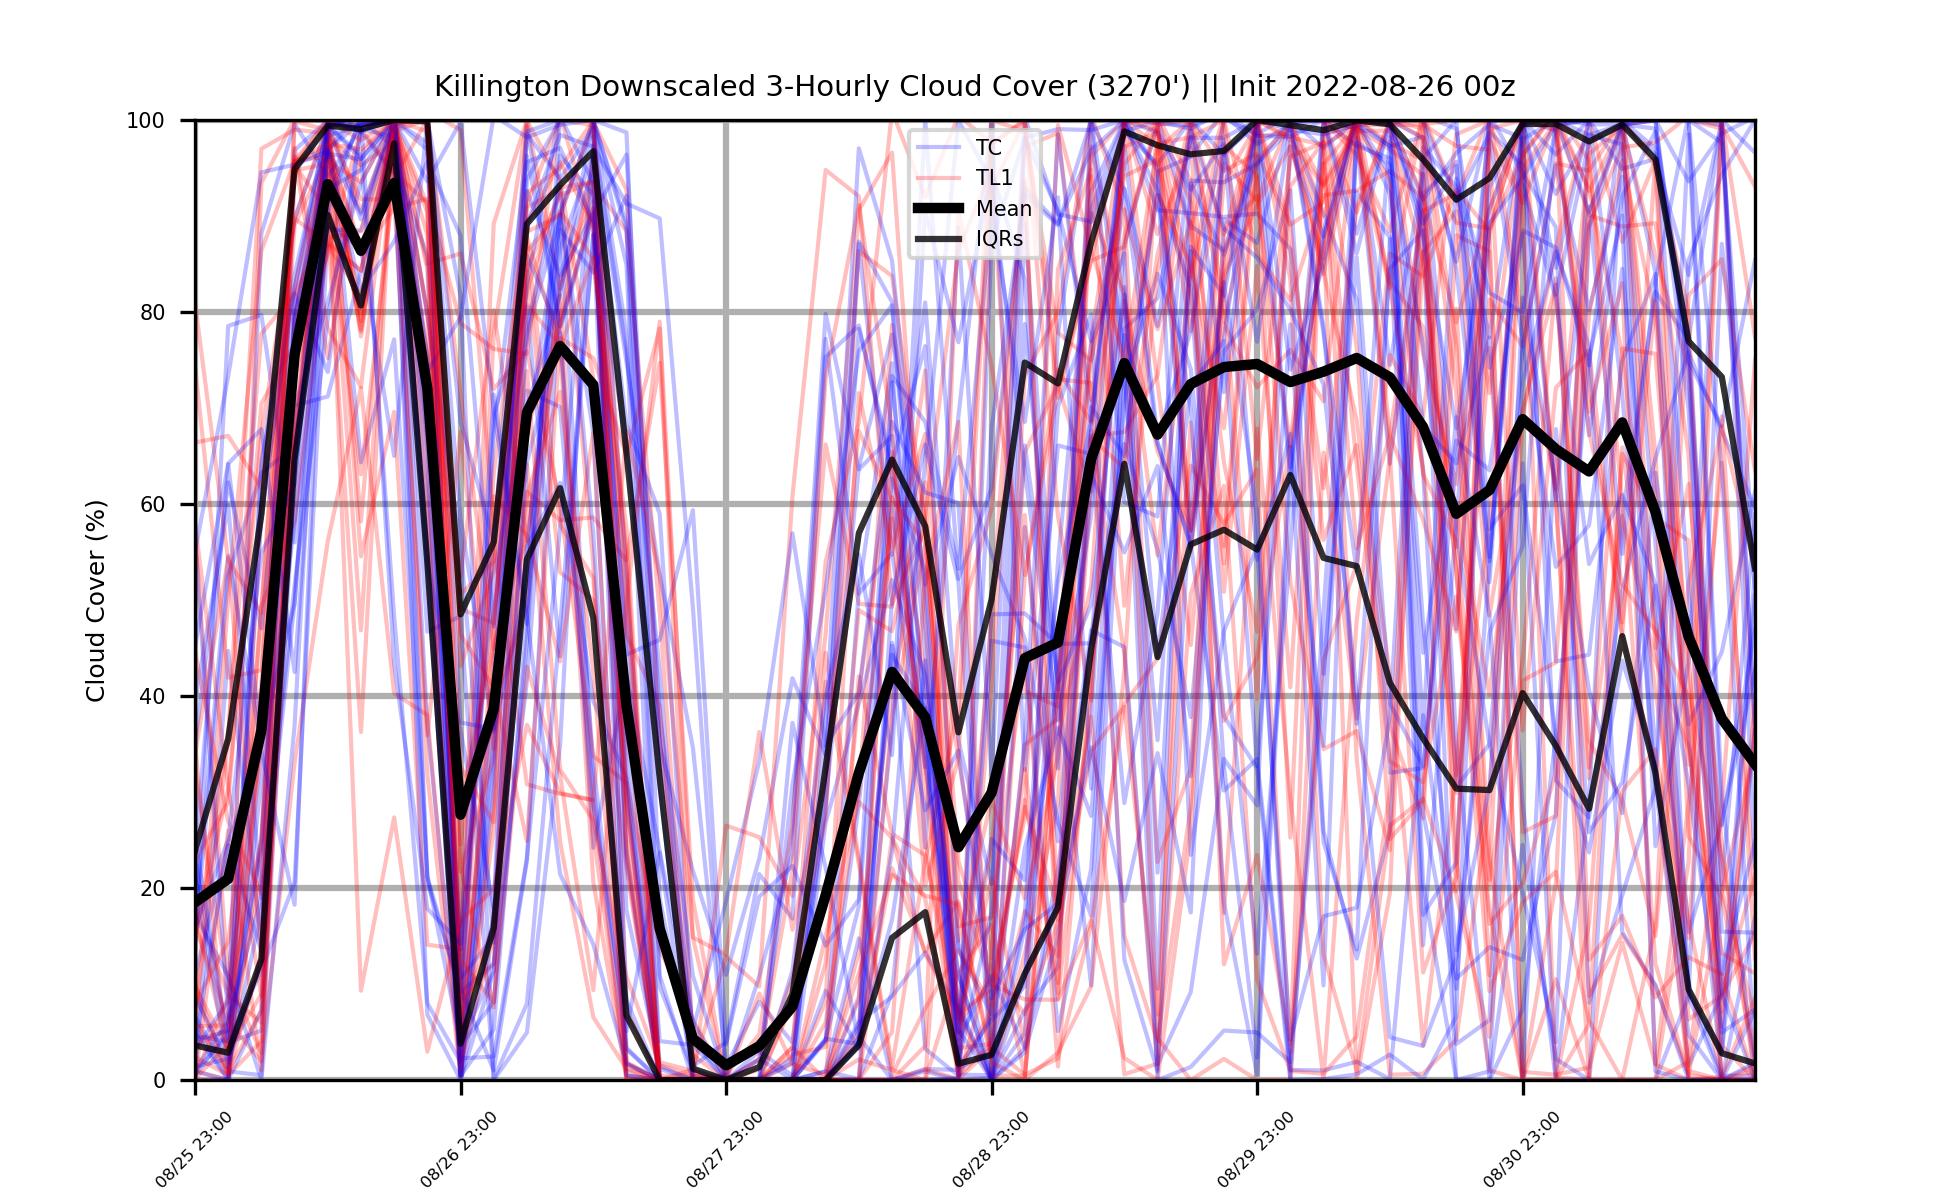 Killington Downscaled 3-Hourly Cloud Cover (3270') || Init 2022-08-26 00z
Cloud Cover (%)
100
80
60
40
20
0
TC
TL1
Mean
IQRs
08/25 23:00
08/26 23:00
08/27 23:00
08/28 23:00
08/29 23:00
08/30 23:00